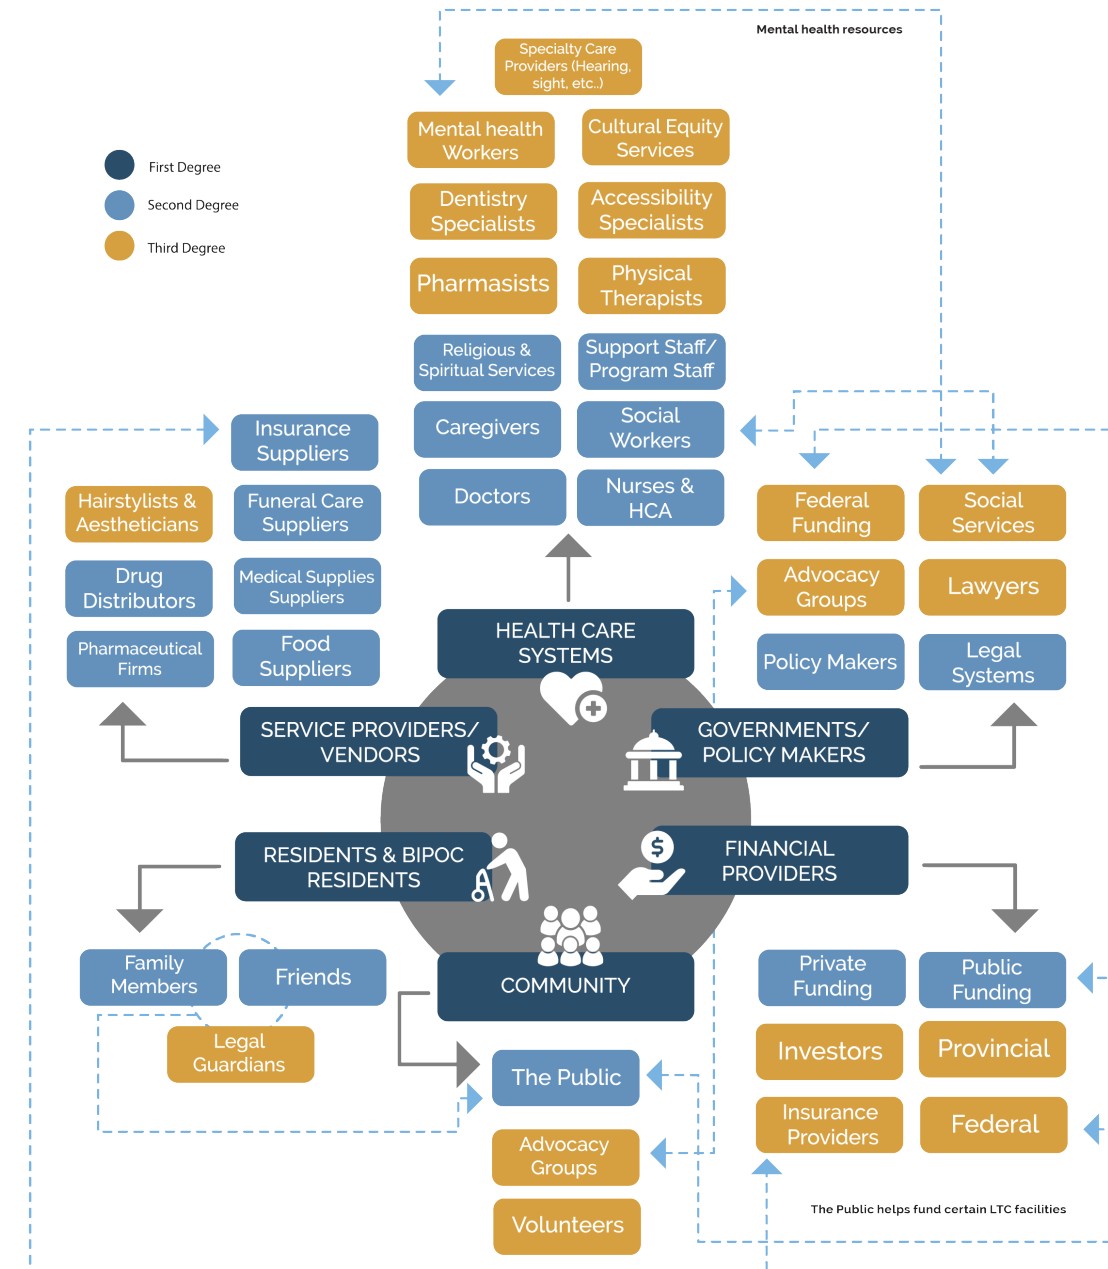 Mental health resources
Specialty Care
Providers (Hearing,
sight, etc..)
Mental health
Workers
Cultural Equity
Services
First Degree
Second Degree
Third Degree
Dentistry
Specialists
Accessibility
Specialists
Pharmasists
Physical
Therapists
Religious &
Spiritual Services
Support Staff/
Program Staff
Caregivers
Social
Workers
Doctors
Nurses &
HCA
Insurance
Suppliers
Hairstylists &
Aestheticians
Funeral Care
Suppliers
Drug
Distributors
Medical Supplies
Suppliers
Pharmaceutical
Firms
Food
Suppliers
Federal
Funding
Social
Services
Advocacy
Groups
Lawyers
Policy Makers
Legal
Systems
HEALTH CARE
SYSTEMS
SERVICE PROVIDERS/
VENDORS
GOVERNMENTS/
POLICY MAKERS
RESIDENTS & BIPOC
RESIDENTS
$
FINANCIAL
PROVIDERS
COMMUNITY
Family
Members
Friends
Legal
Guardians
The Public
Advocacy
Groups
Volunteers
Private
Funding
Public
Funding
Investors
Provincial
Insurance
Providers
Federal
The Public helps fund certain LTC facilities